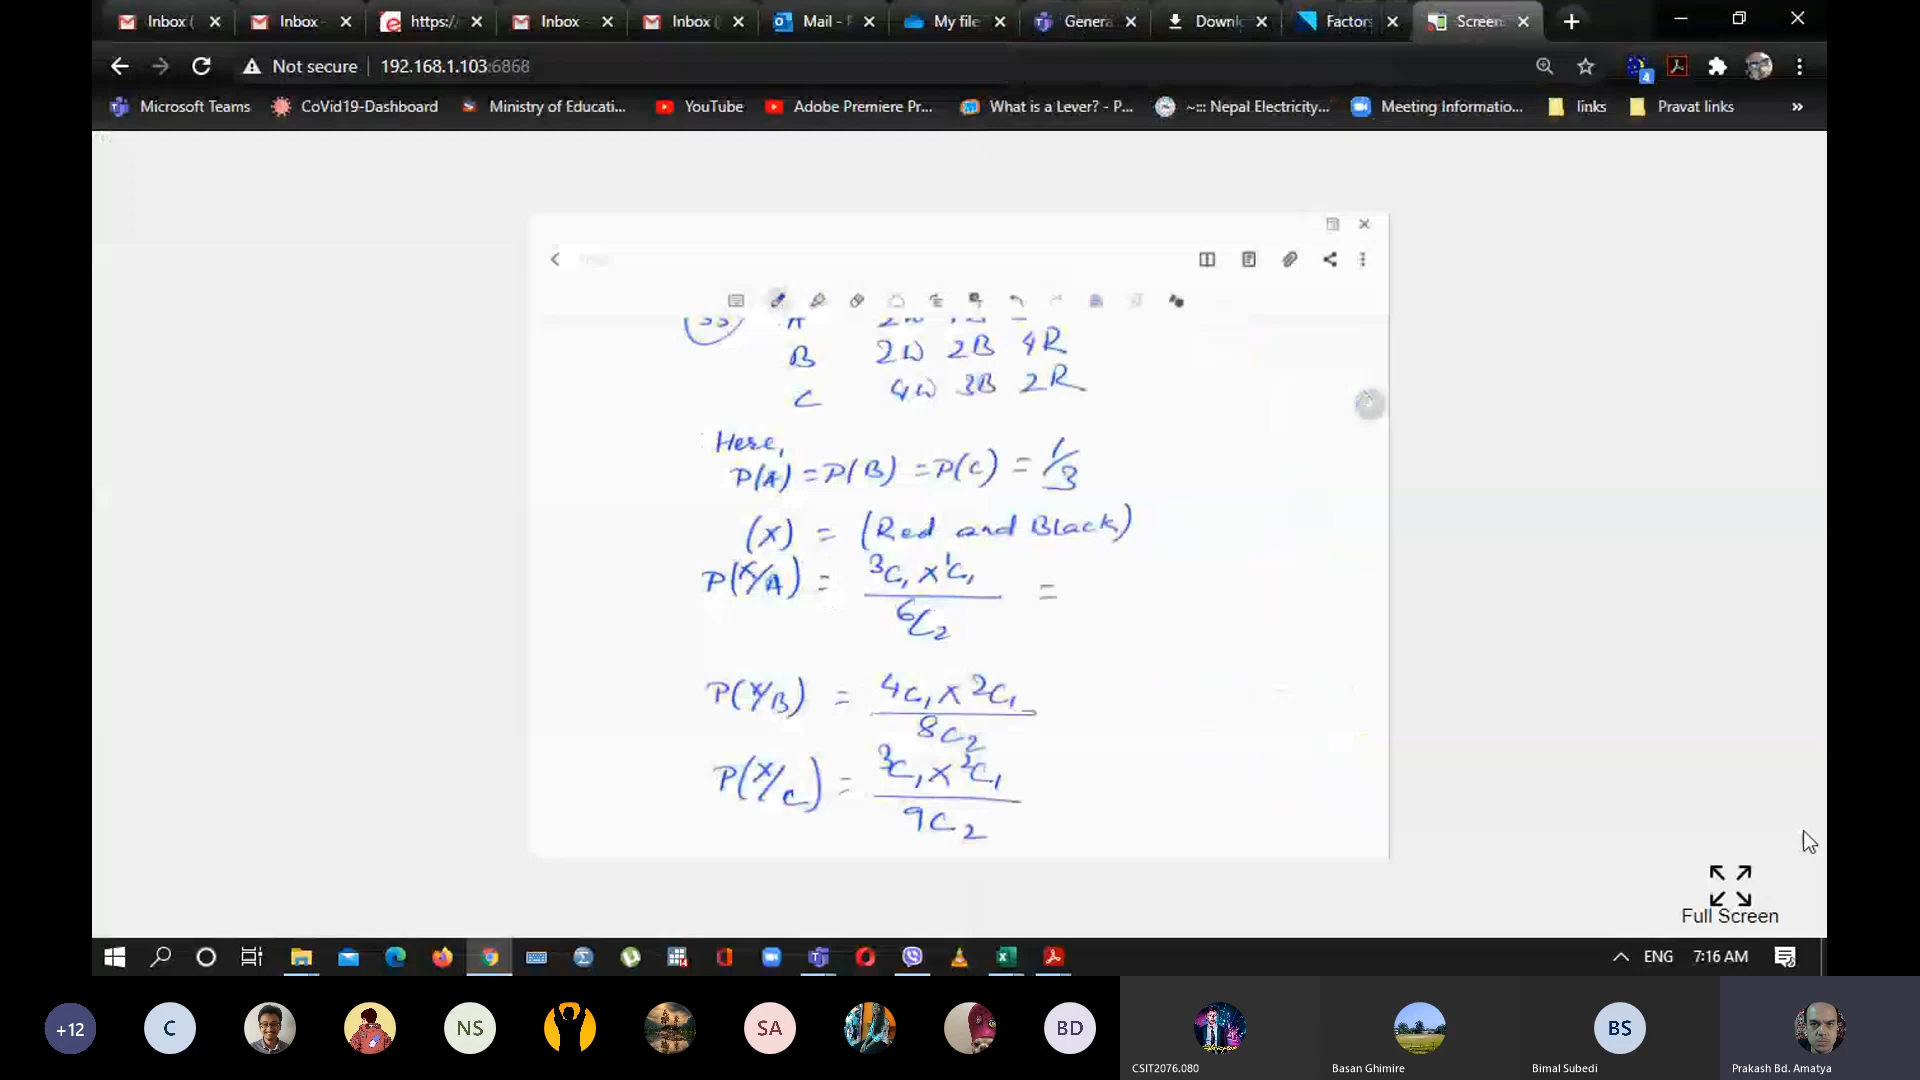 Inbox ( Inbox - https:/ Inbox - Inbox ( Mail - My file Genera Downl Factors Screen
Not secure 192.168.1.103:6868
Microsoft Teams CoVid19-Dashboard Ministry of Educati... YouTube Adobe Premiere Pr... What is a Lever? - P... ~::: Nepal Electricity... Meeting Informatio... links Pravat links »
B 2W 2B 4R
C 4W 3B 2R
Here,
P(A) = P(B) = P(C) = 1/3
(X) = (Red and Black)
P(X/A) = ³C₁ × ¹C₁ =
⁶C₂
P(X/B) = 4C₁ × ²C₁
8C₂
P(X/C) = ³C₁ × ²C₁
9C₂
Full Screen
ENG 7:16 AM
+12 C NS SA BD BS
CSIT2076.080 Basan Ghimire Bimal Subedi Prakash Bd. Amatya